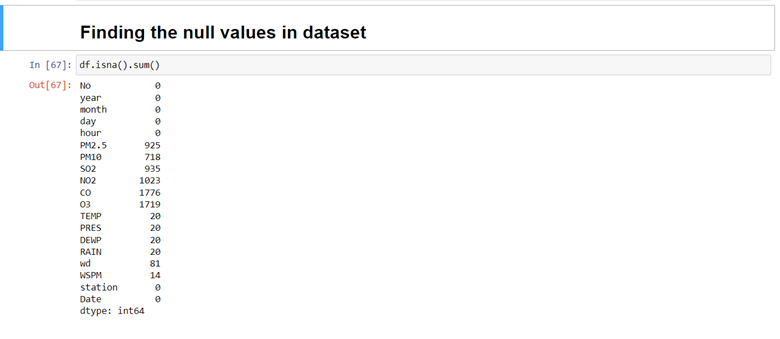 Finding the null values in dataset
In [67]: df.isna().sum()
Out[67]: No 0
year 0
month 0
day 0
hour 0
PM2.5 925
PM10 718
SO2 935
NO2 1023
CO 1776
O3 1719
TEMP 20
PRES 20
DEWP 20
RAIN 20
wd 81
WSPM 14
station 0
Date 0
dtype: int64